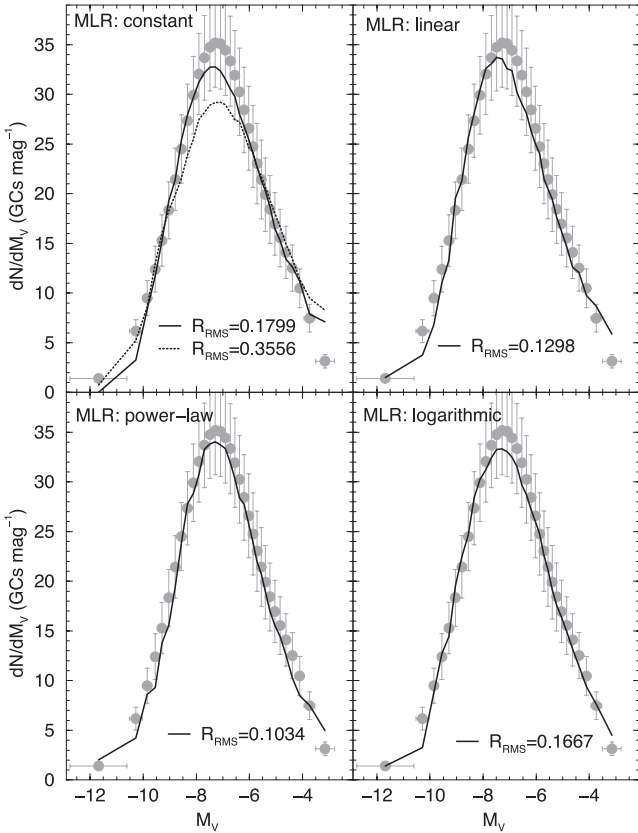 MLR: constant
MLR: linear
35
30
25
20
15
10
5
0
dN/dM_V (GCs mag⁻¹)
R_RMS=0.1799
R_RMS=0.3556
R_RMS=0.1298
MLR: power−law
MLR: logarithmic
35
30
25
20
15
10
5
0
dN/dM_V (GCs mag⁻¹)
R_RMS=0.1034
R_RMS=0.1667
−12 −10 −8 −6 −4
−12 −10 −8 −6 −4
M_V
M_V